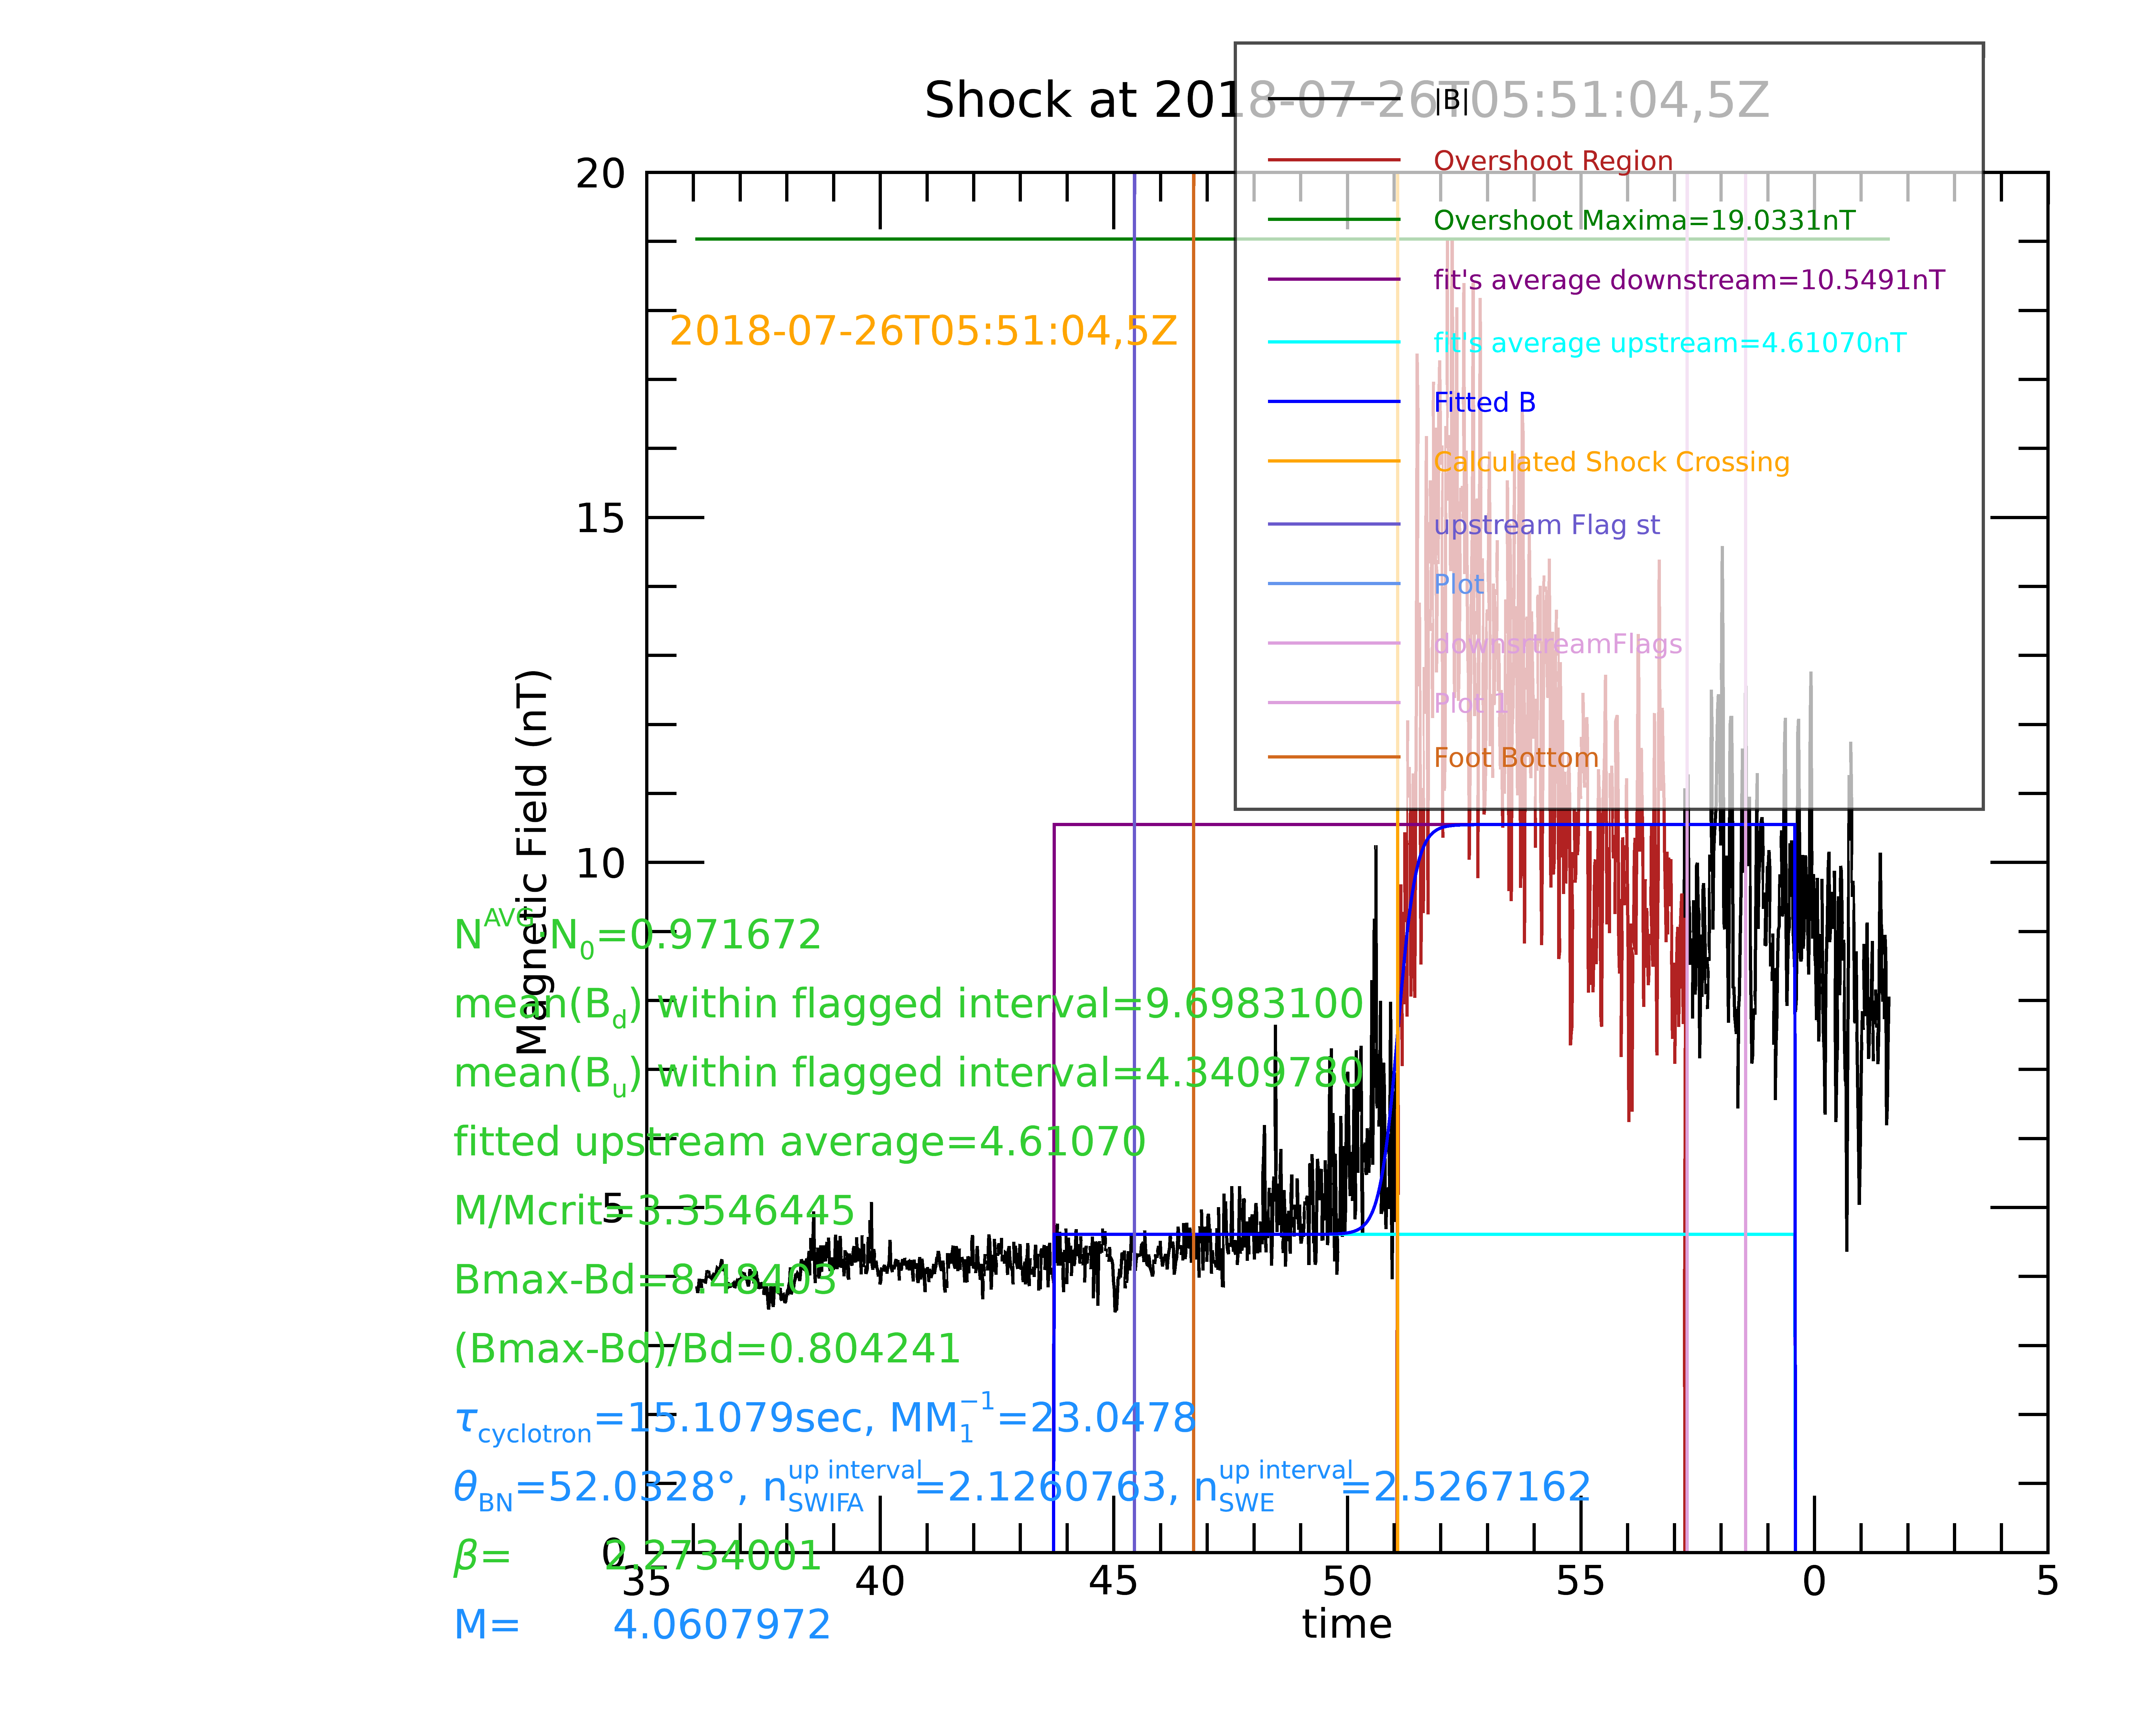 Shock at 2018-07-26T05:51:04,5Z
|B|
Overshoot Region
Overshoot Maxima=19.0331nT
fit's average downstream=10.5491nT
fit's average upstream=4.61070nT
Fitted B
Calculated Shock Crossing
upstream Flag st
Plot
downsrtreamFlags
Plot 1
Foot Bottom
2018-07-26T05:51:04,5Z
20
15
10
5
0
Magnetic Field (nT)
N^AVG·N_0=0.971672
mean(B_d) within flagged interval=9.6983100
mean(B_u) within flagged interval=4.3409780
fitted upstream average=4.61070
M/Mcrit=3.3546445
Bmax-Bd=8.48403
(Bmax-Bd)/Bd=0.804241
τ_cyclotron=15.1079sec, MM_1^−1=23.0478
θ_BN=52.0328°, n_SWIFA^up interval=2.1260763, n_SWE^up interval=2.5267162
β= 2.2734001
M= 4.0607972
35 40 45 50 55 0 5
time